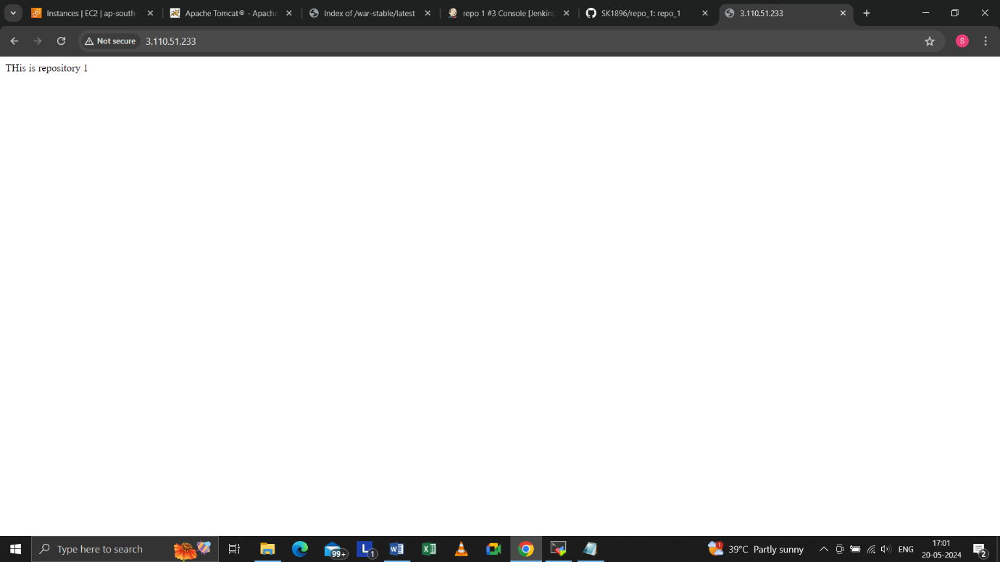 Instances | EC2 | ap-south-
Apache Tomcat® - Apache
Index of /war-stable/latest
repo 1 #3 Console [Jenkins
SK1896/repo_1: repo_1
3.110.51.233
Not secure
3.110.51.233
S
THis is repository 1
Type here to search
99+
L
1
1
39°C Partly sunny
ENG
17:01
20-05-2024
2